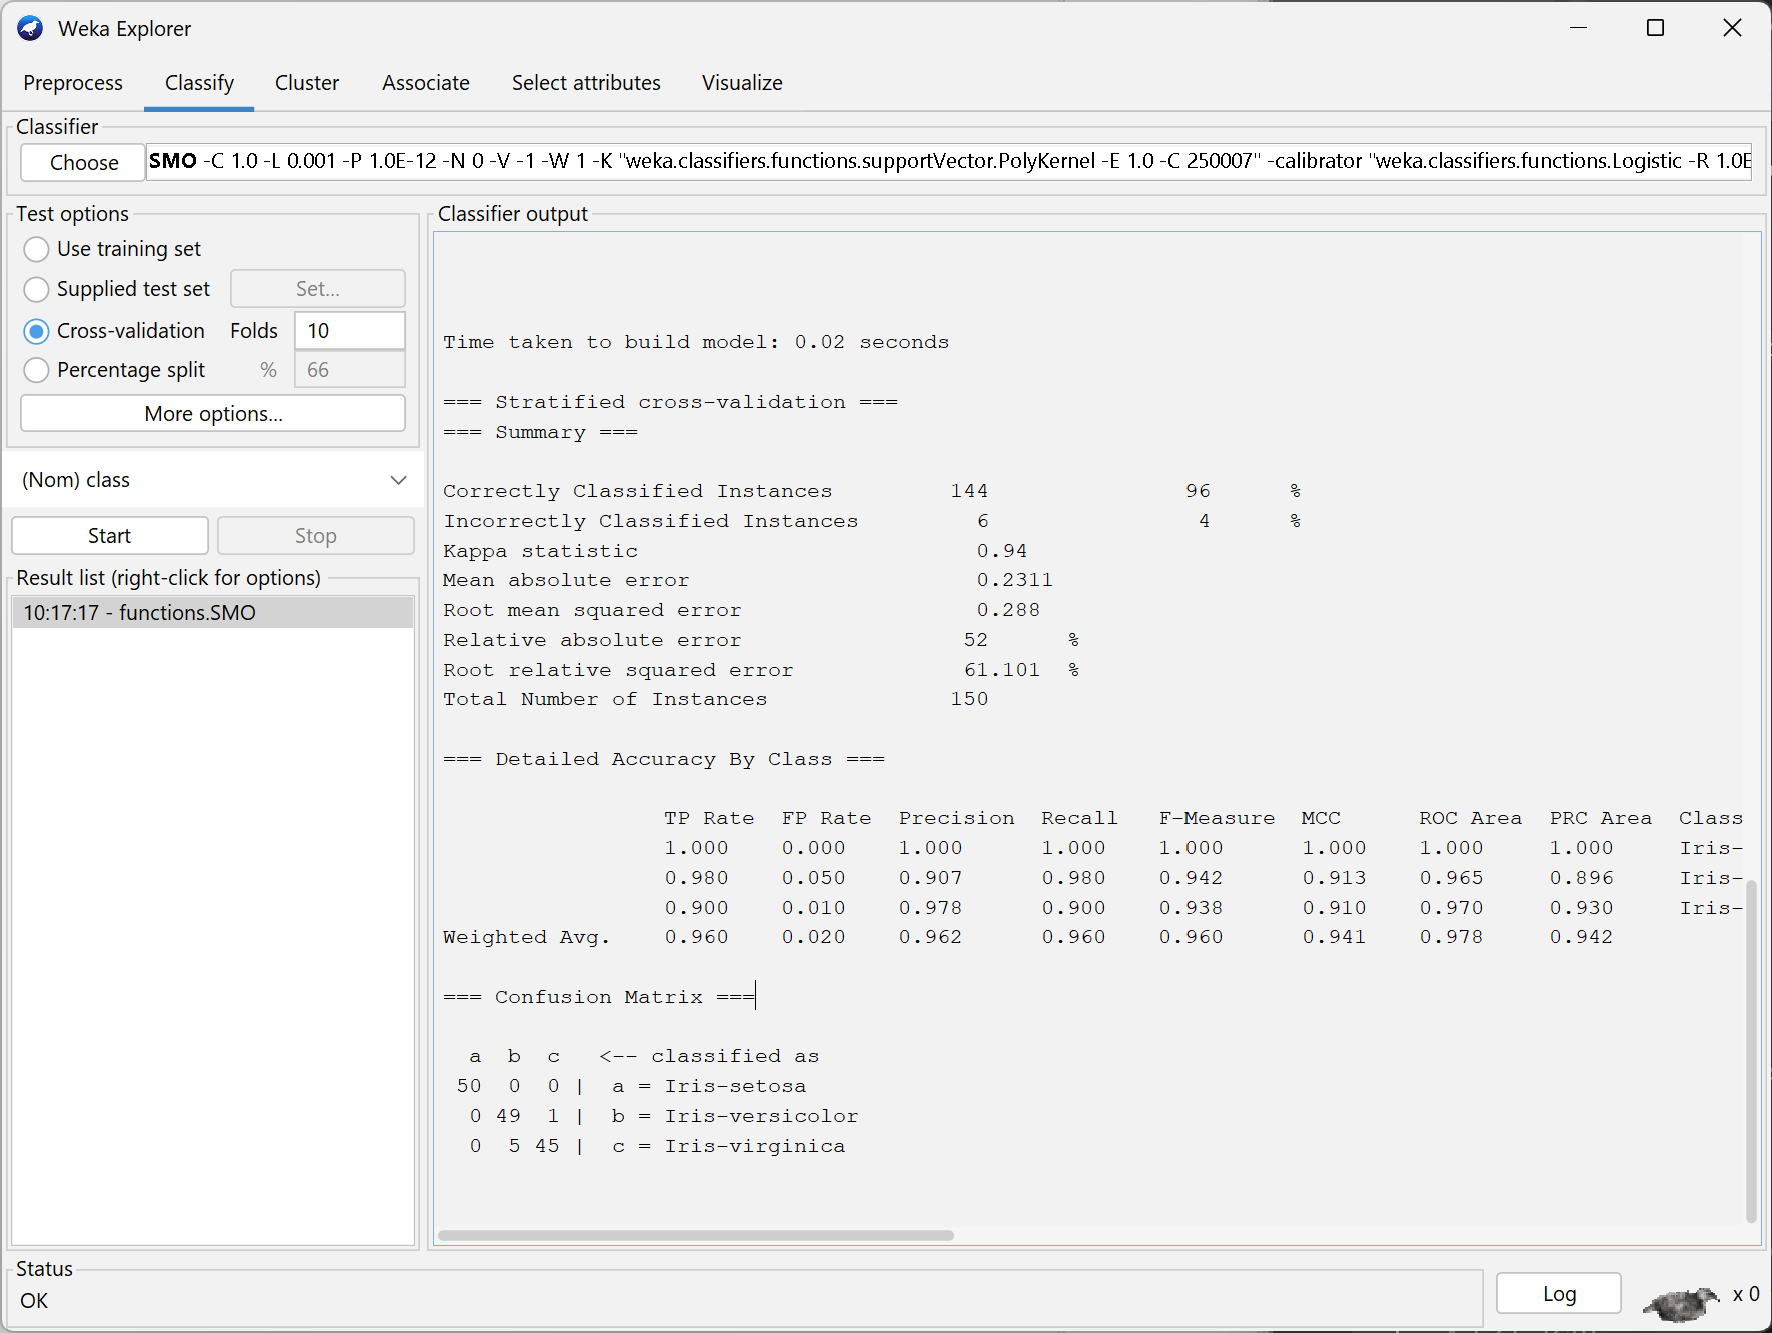 Weka Explorer
Preprocess Classify Cluster Associate Select attributes Visualize
Classifier
Choose SMO -C 1.0 -L 0.001 -P 1.0E-12 -N 0 -V -1 -W 1 -K "weka.classifiers.functions.supportVector.PolyKernel -E 1.0 -C 250007" -calibrator "weka.classifiers.functions.Logistic -R 1.0E
Test options
Use training set
Supplied test set Set...
Cross-validation Folds 10
Percentage split % 66
More options...
(Nom) class
Start Stop
Result list (right-click for options)
10:17:17 - functions.SMO
Classifier output
Time taken to build model: 0.02 seconds
=== Stratified cross-validation ===
=== Summary ===
Correctly Classified Instances 144 96 %
Incorrectly Classified Instances 6 4 %
Kappa statistic 0.94
Mean absolute error 0.2311
Root mean squared error 0.288
Relative absolute error 52 %
Root relative squared error 61.101 %
Total Number of Instances 150
=== Detailed Accuracy By Class ===
TP Rate FP Rate Precision Recall F-Measure MCC ROC Area PRC Area Class
1.000 0.000 1.000 1.000 1.000 1.000 1.000 1.000 Iris-
0.980 0.050 0.907 0.980 0.942 0.913 0.965 0.896 Iris-
0.900 0.010 0.978 0.900 0.938 0.910 0.970 0.930 Iris-
Weighted Avg. 0.960 0.020 0.962 0.960 0.960 0.941 0.978 0.942
=== Confusion Matrix ===
a b c <-- classified as
50 0 0 | a = Iris-setosa
0 49 1 | b = Iris-versicolor
0 5 45 | c = Iris-virginica
Status
OK
Log
x 0